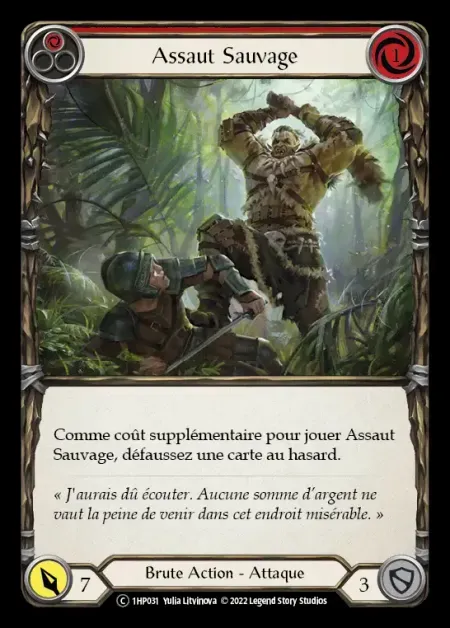 Assaut Sauvage
1
Comme coût supplémentaire pour jouer Assaut
Sauvage, défaussez une carte au hasard.
« J'aurais dû écouter. Aucune somme d'argent ne
vaut la peine de venir dans cet endroit misérable. »
7
Brute Action - Attaque
3
C 1HP031 Yulia Litvinova © 2022 Legend Story Studios